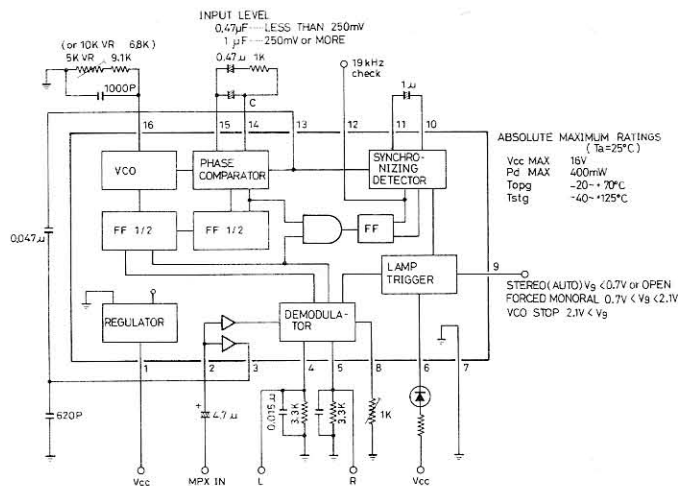 INPUT LEVEL
0.47μF----LESS THAN 250mV
1 μF----250mV or MORE
(or 10K VR 6.8K)
5K VR 9.1K
1000P
0.47μ 1K
C
19 kHz
check
1μ
16 15 14 13 12 11 10
ABSOLUTE MAXIMUM RATINGS
(Ta=25°C)
Vcc MAX 16V
Pd MAX 400mW
Topg -20~+70°C
Tstg -40~+125°C
VCO
PHASE
COMPARATOR
SYNCHRO-
NIZING
DETECTOR
FF 1/2
FF 1/2
FF
0.047μ
LAMP
TRIGGER
9
STEREO(AUTO) V9<0.7V or OPEN
FORCED MONORAL 0.7V<V9<2.1V
VCO STOP 2.1V<V9
REGULATOR
DEMODULA-
TOR
1 2 3 4 5 8 6 7
620P
4.7μ
+
0.015μ
3.3K
3.3K
1K
Vcc MPX IN L R Vcc